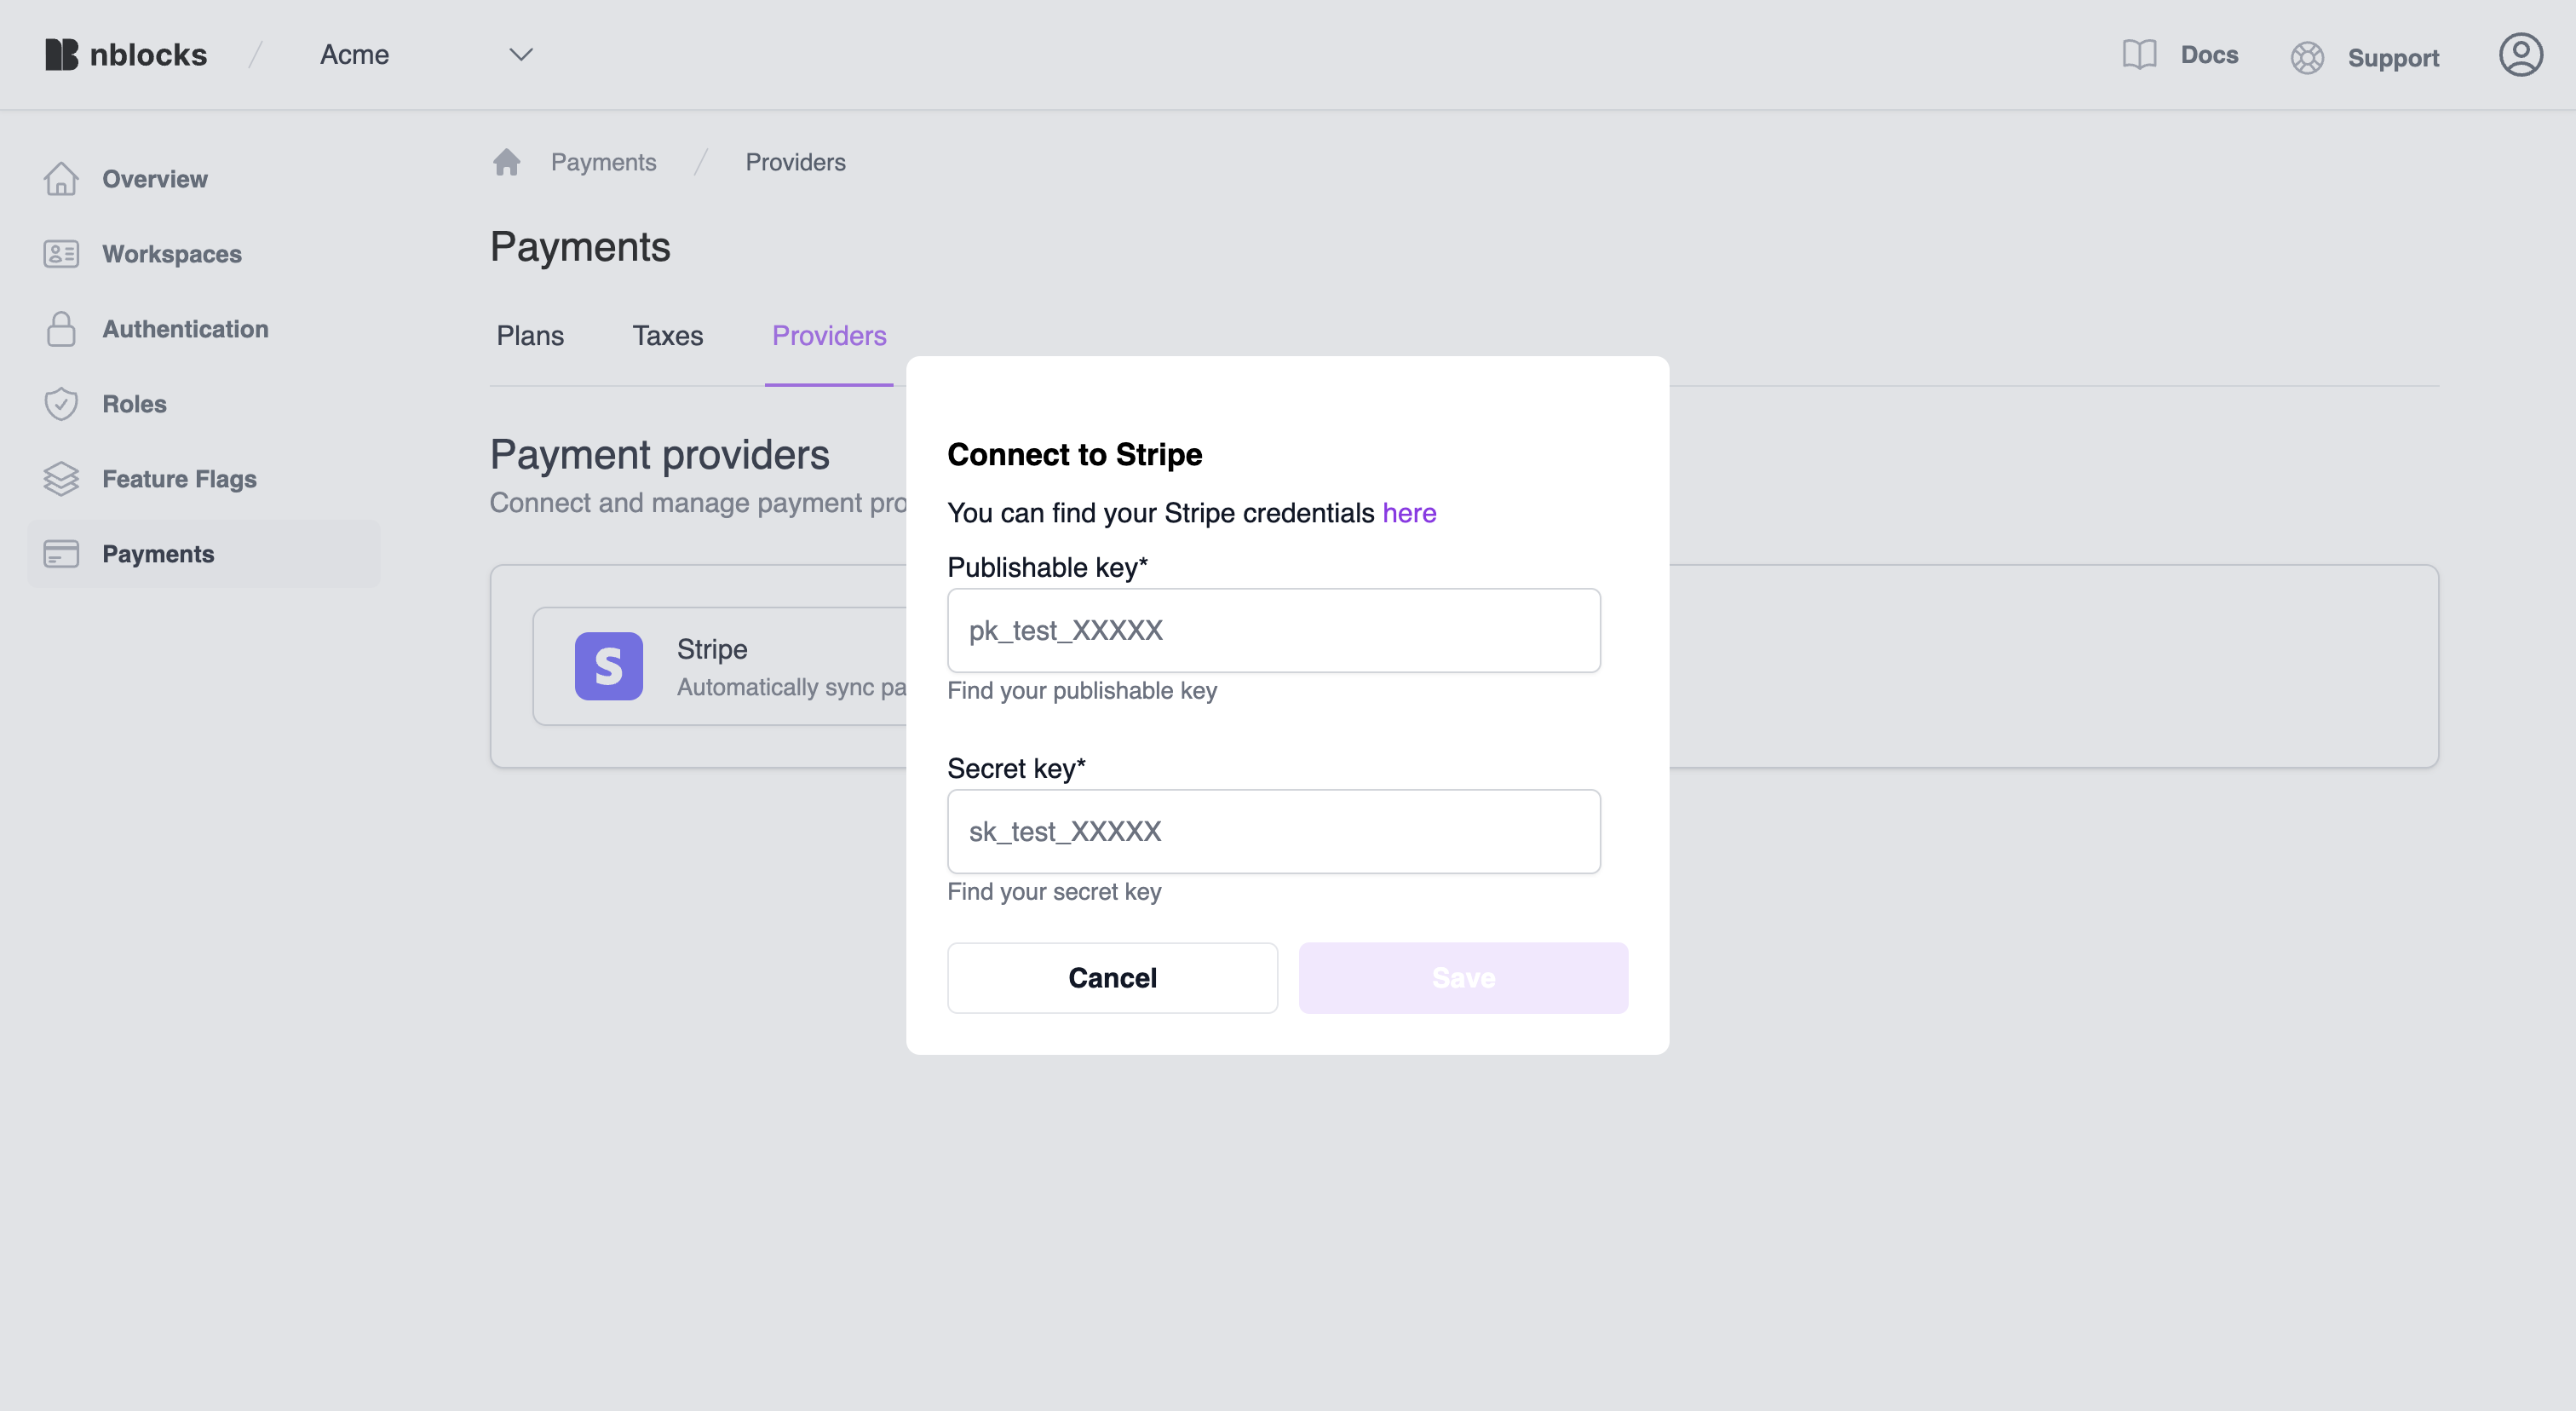 nblocks / Acme
Docs
Support
Overview
Workspaces
Authentication
Roles
Feature Flags
Payments
Payments / Providers
Payments
Plans
Taxes
Providers
Payment providers
Connect and manage payment pro
S
Stripe
Automatically sync pa
Connect to Stripe
You can find your Stripe credentials here
Publishable key*
pk_test_XXXXX
Find your publishable key
Secret key*
sk_test_XXXXX
Find your secret key
Cancel
Save